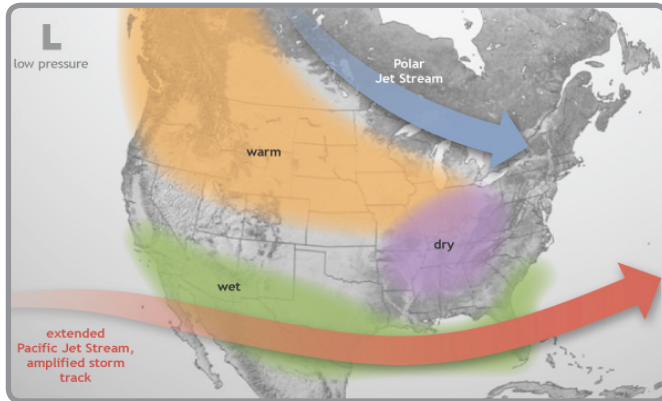 L
low pressure
Polar
Jet Stream
warm
dry
wet
extended
Pacific Jet Stream,
amplified storm
track